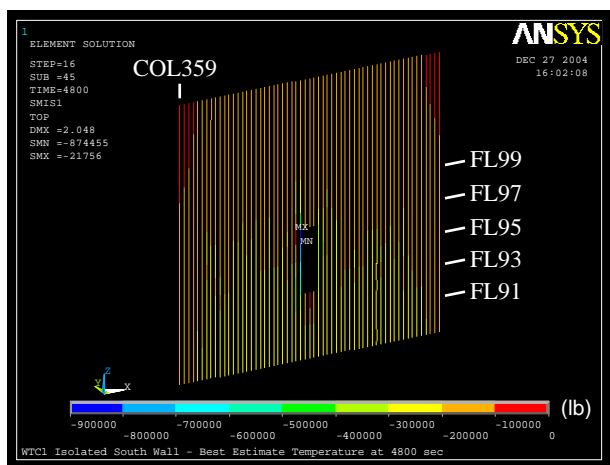 1
ANSYS
ELEMENT SOLUTION
DEC 27 2004
16:02:08
STEP=16
SUB =45
TIME=4800
SMIS1
TOP
DMX =2.048
SMN =-874455
SMX =-21756
COL359
FL99
FL97
FL95
FL93
FL91
MX
MN
Z
Y
X
(lb)
-900000 -700000 -500000 -300000 -100000
-800000 -600000 -400000 -200000 0
WTC1 Isolated South Wall - Best Estimate Temperature at 4800 sec